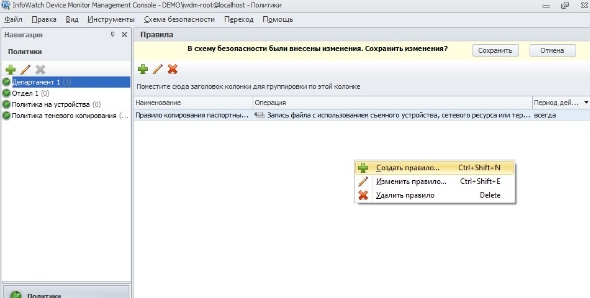 InfoWatch Device Monitor Management Console - DEMO\iwdm-root@localhost - Политики
Файл Правка Вид Инструменты Схема безопасности Переход Помощь
Навигация
Политики
Департамент 1 (1)
Отдел 1 (0)
Политика на устройства (0)
Политика теневого копирования (...
Политики
Правила
В схему безопасности были внесены изменения. Сохранить изменения?
Сохранить Отмена
Поместите сюда заголовок колонки для группировки по этой колонке
Наименование Операция Период дей...
Правило копирования паспортны... Запись файла с использованием съемного устройства, сетевого ресурса или тер... всегда
Создать правило... Ctrl+Shift+N
Изменить правило... Ctrl+Shift+E
Удалить правило Delete